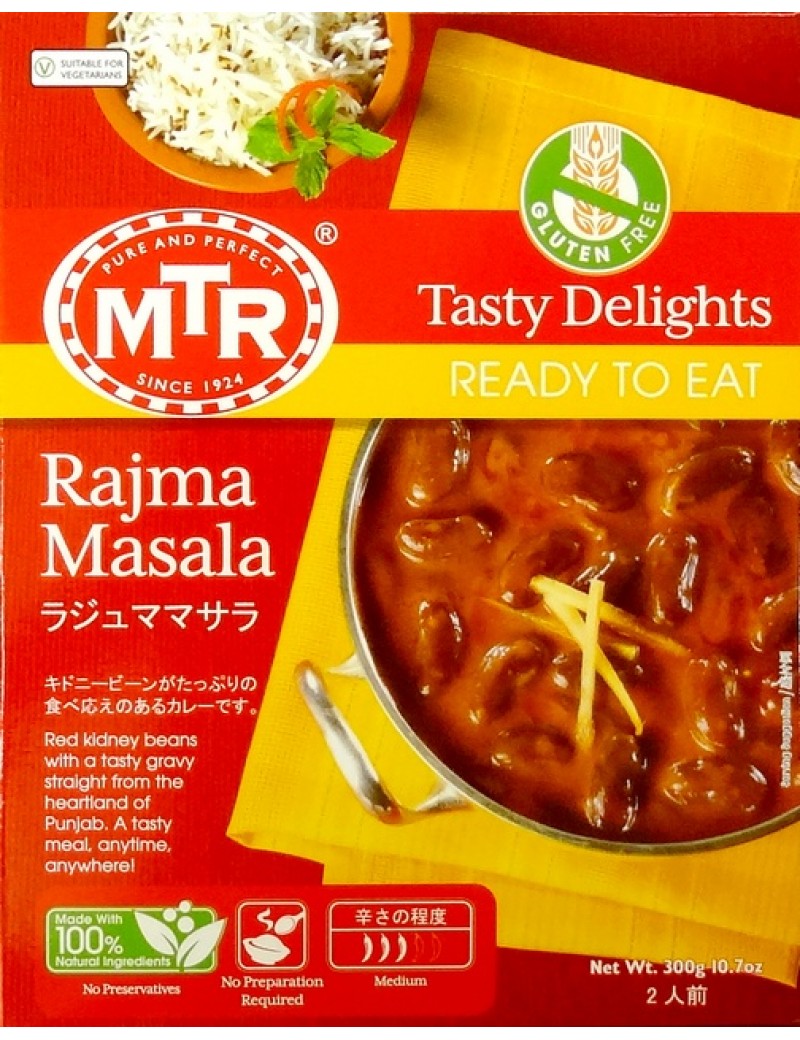 SUITABLE FOR
VEGETARIANS
GLUTEN FREE
PURE AND PERFECT
MTR
®
SINCE 1924
Tasty Delights
READY TO EAT
Rajma
Masala
ラジュママサラ
キドニービーンがたっぷりの
食べ応えのあるカレーです。
Red kidney beans
with a tasty gravy
straight from the
heartland of
Punjab. A tasty
meal, anytime,
anywhere!
Serving Suggestion /
Made With
100%
Natural Ingredients
No Preservatives
No Preparation
Required
辛さの程度
Medium
Net Wt. 300g 10.7oz
2人前